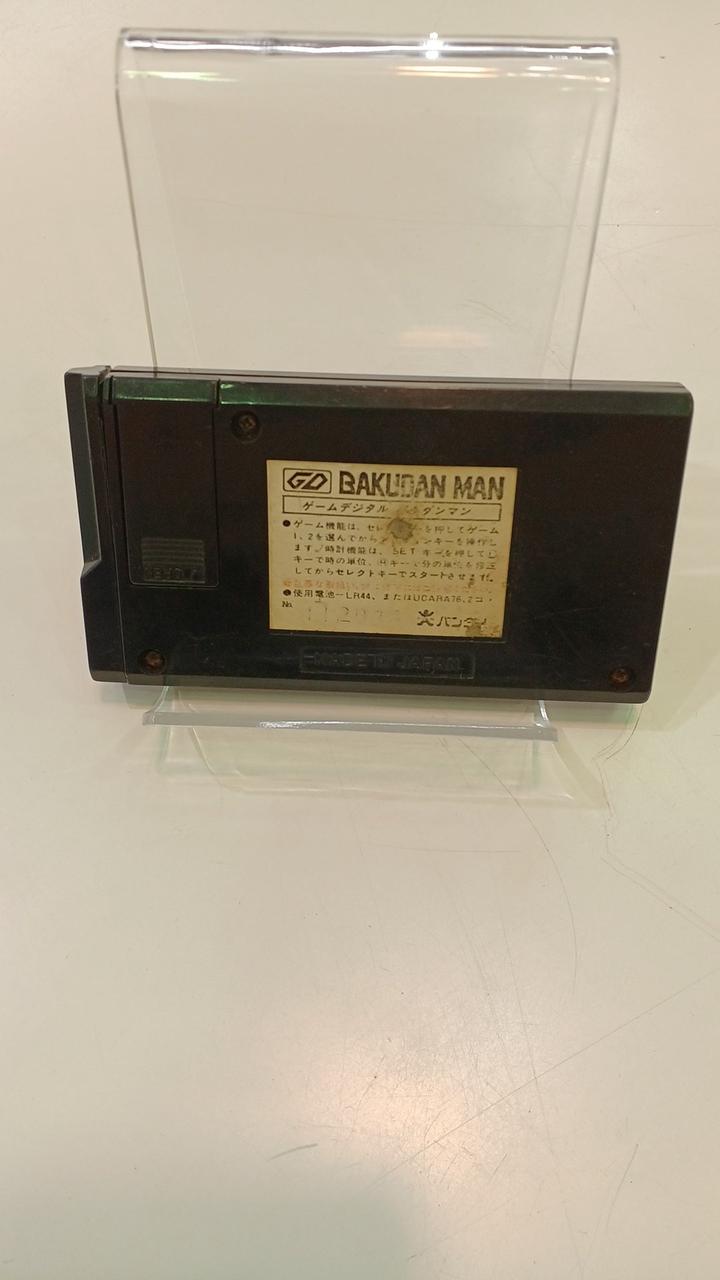 GD BAKUDAN MAN
ゲームデジタル ダンマン
●ゲーム機能は、セレ を押してゲーム
1、2を選んでから ンキーを操作し
ます。時計機能は、SETキーを押して
キーで時の単位、Ⓗキーで分の単位を修正
してからセレクトキーでスタートさせます。
●使用電池―LR44、またはUCARA76.2コ・
No.
バンダイ
MADE IN JAPAN